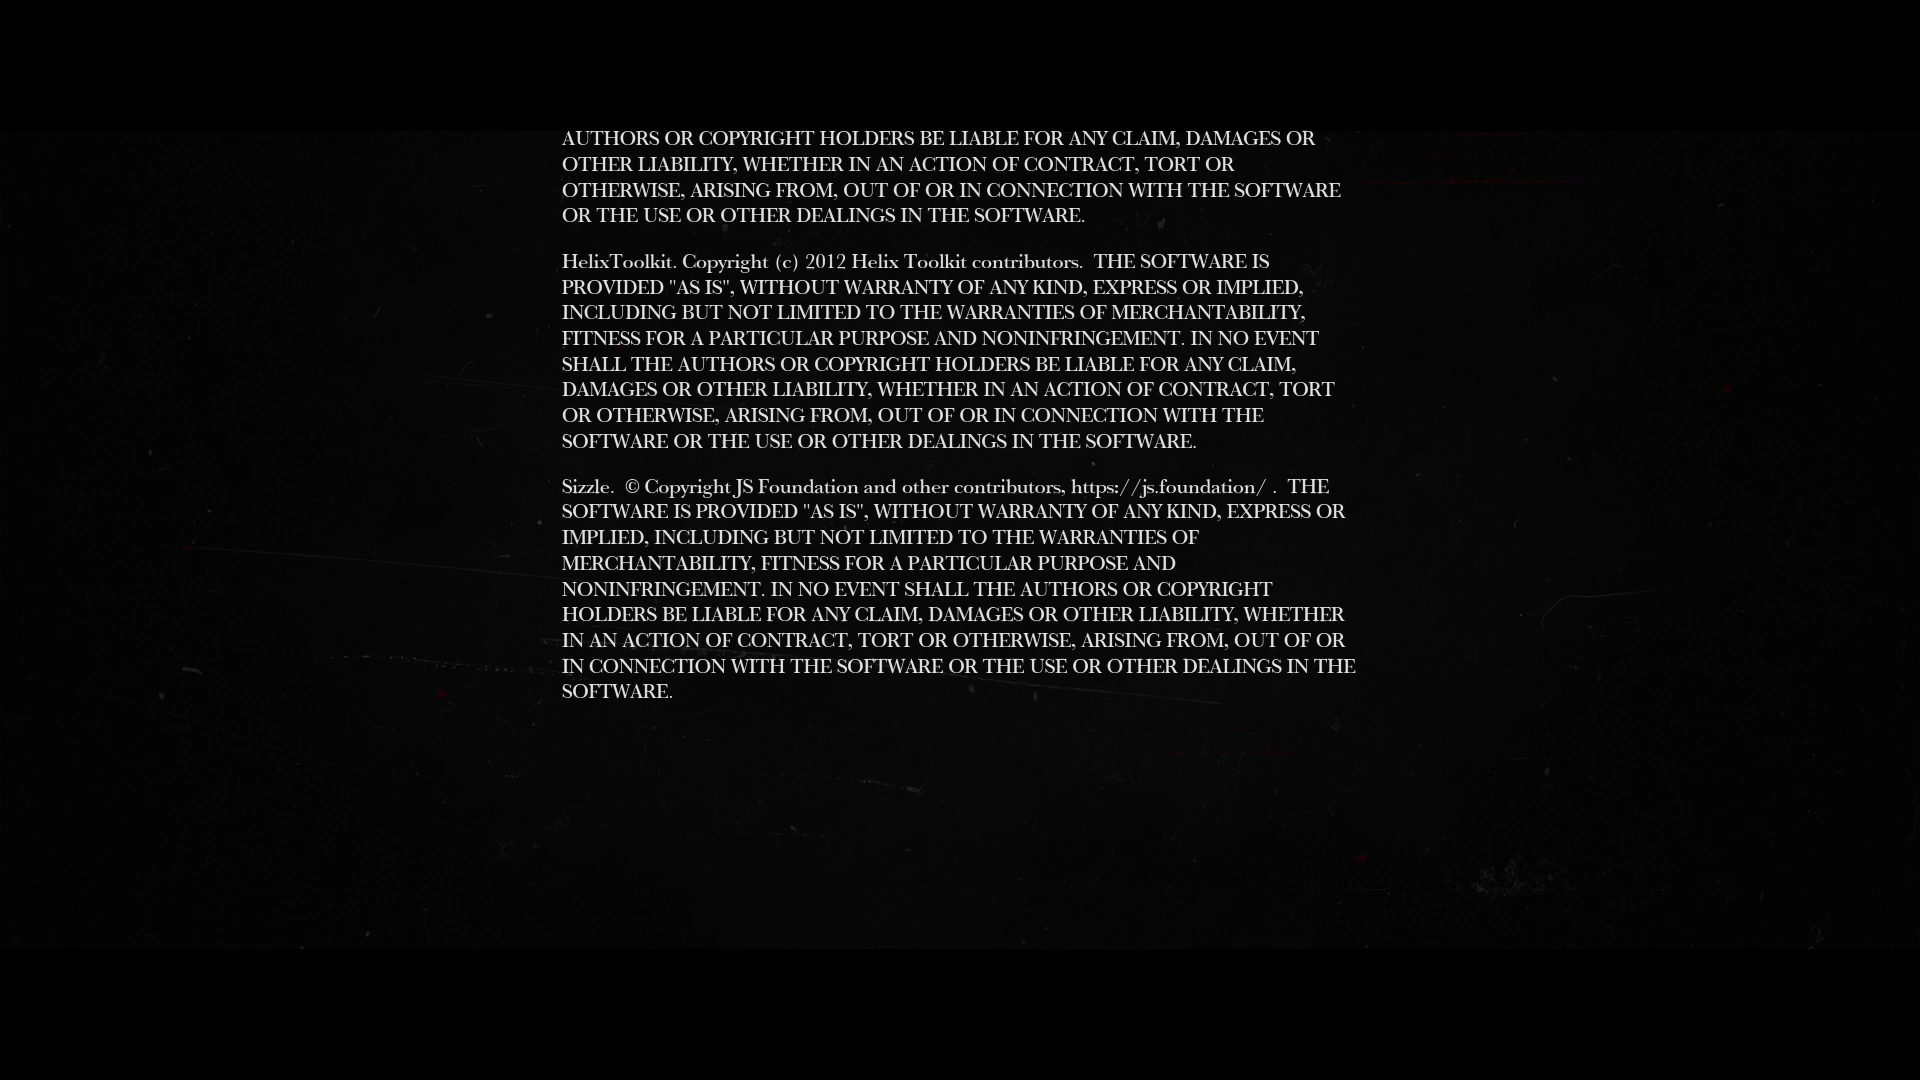 AUTHORS OR COPYRIGHT HOLDERS BE LIABLE FOR ANY CLAIM, DAMAGES OR
OTHER LIABILITY, WHETHER IN AN ACTION OF CONTRACT, TORT OR
OTHERWISE, ARISING FROM, OUT OF OR IN CONNECTION WITH THE SOFTWARE
OR THE USE OR OTHER DEALINGS IN THE SOFTWARE.
HelixToolkit. Copyright (c) 2012 Helix Toolkit contributors.  THE SOFTWARE IS
PROVIDED "AS IS", WITHOUT WARRANTY OF ANY KIND, EXPRESS OR IMPLIED,
INCLUDING BUT NOT LIMITED TO THE WARRANTIES OF MERCHANTABILITY,
FITNESS FOR A PARTICULAR PURPOSE AND NONINFRINGEMENT. IN NO EVENT
SHALL THE AUTHORS OR COPYRIGHT HOLDERS BE LIABLE FOR ANY CLAIM,
DAMAGES OR OTHER LIABILITY, WHETHER IN AN ACTION OF CONTRACT, TORT
OR OTHERWISE, ARISING FROM, OUT OF OR IN CONNECTION WITH THE
SOFTWARE OR THE USE OR OTHER DEALINGS IN THE SOFTWARE.
Sizzle.  © Copyright JS Foundation and other contributors, https://js.foundation/ .  THE
SOFTWARE IS PROVIDED "AS IS", WITHOUT WARRANTY OF ANY KIND, EXPRESS OR
IMPLIED, INCLUDING BUT NOT LIMITED TO THE WARRANTIES OF
MERCHANTABILITY, FITNESS FOR A PARTICULAR PURPOSE AND
NONINFRINGEMENT. IN NO EVENT SHALL THE AUTHORS OR COPYRIGHT
HOLDERS BE LIABLE FOR ANY CLAIM, DAMAGES OR OTHER LIABILITY, WHETHER
IN AN ACTION OF CONTRACT, TORT OR OTHERWISE, ARISING FROM, OUT OF OR
IN CONNECTION WITH THE SOFTWARE OR THE USE OR OTHER DEALINGS IN THE
SOFTWARE.